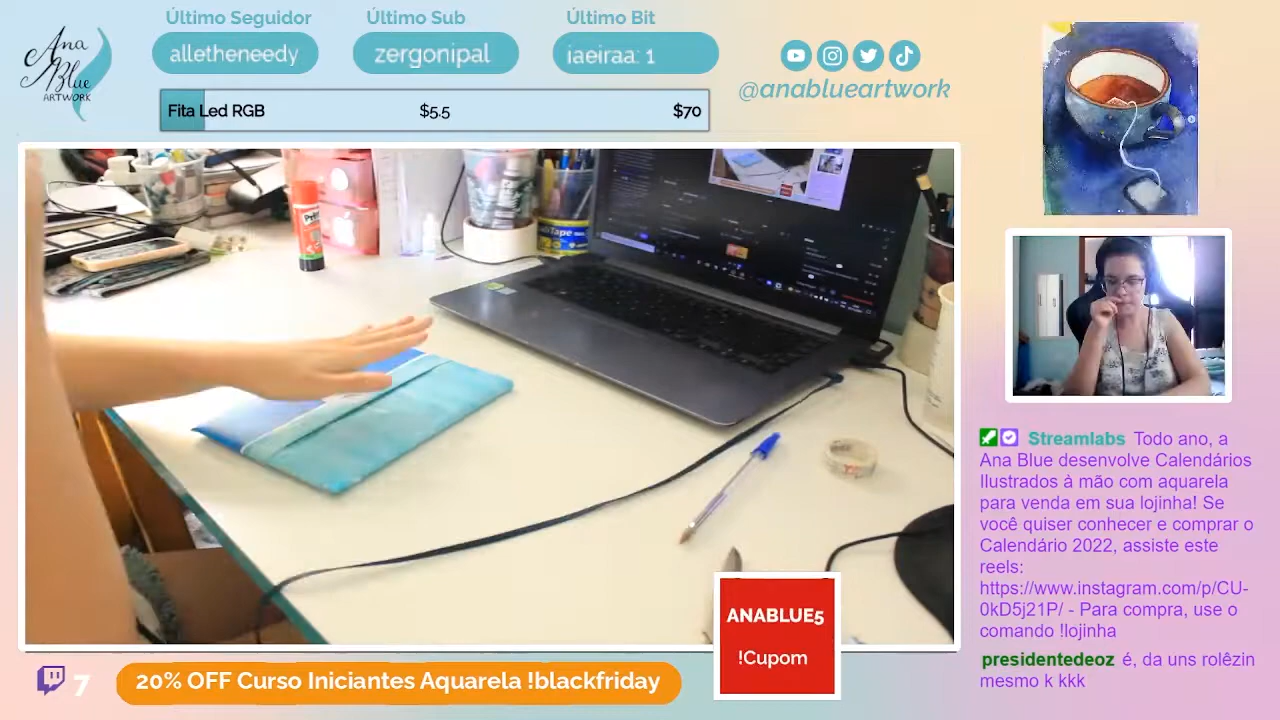 Ana
Blue
ARTWORK
Último Seguidor
Último Sub
Último Bit
alletheneedy
zergonipal
iaeiraa: 1
Fita Led RGB
$5.5
$70
@anablueartwork
Streamlabs Todo ano, a
Ana Blue desenvolve Calendários
Ilustrados à mão com aquarela
para venda em sua lojinha! Se
você quiser conhecer e comprar o
Calendário 2022, assiste este
reels:
https://www.instagram.com/p/CU-
0kD5j21P/ - Para compra, use o
comando !lojinha
presidentedeoz é, da uns rolêzin
mesmo k kkk
ANABLUE5
!Cupom
7
20% OFF Curso Iniciantes Aquarela !blackfriday